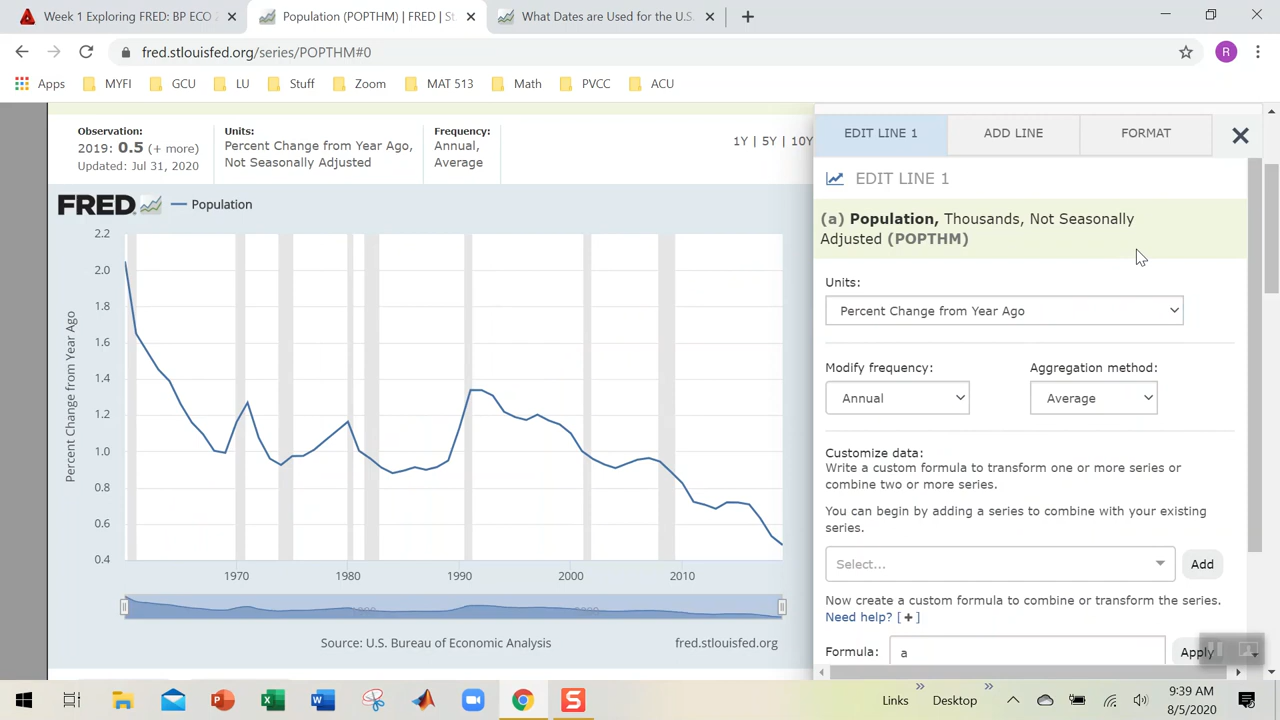 Week 1 Exploring FRED: BP ECO
Population (POPTHM) | FRED | St
What Dates are Used for the U.S.
fred.stlouisfed.org/series/POPTHM#0
R
Apps MYFI GCU LU Stuff Zoom MAT 513 Math PVCC ACU
Observation:
2019: 0.5 (+ more)
Updated: Jul 31, 2020
Units:
Percent Change from Year Ago,
Not Seasonally Adjusted
Frequency:
Annual,
Average
1Y | 5Y | 10Y
FRED Population
2.2
2.0
1.8
1.6
1.4
1.2
1.0
0.8
0.6
0.4
Percent Change from Year Ago
1970 1980 1990 2000 2010
Source: U.S. Bureau of Economic Analysis
fred.stlouisfed.org
EDIT LINE 1 ADD LINE FORMAT
EDIT LINE 1
(a) Population, Thousands, Not Seasonally
Adjusted (POPTHM)
Units:
Percent Change from Year Ago
Modify frequency: Aggregation method:
Annual Average
Customize data:
Write a custom formula to transform one or more series or
combine two or more series.
You can begin by adding a series to combine with your existing
series.
Select... Add
Now create a custom formula to combine or transform the series.
Need help? [+]
Formula: a Apply
Links » Desktop » 9:39 AM
8/5/2020